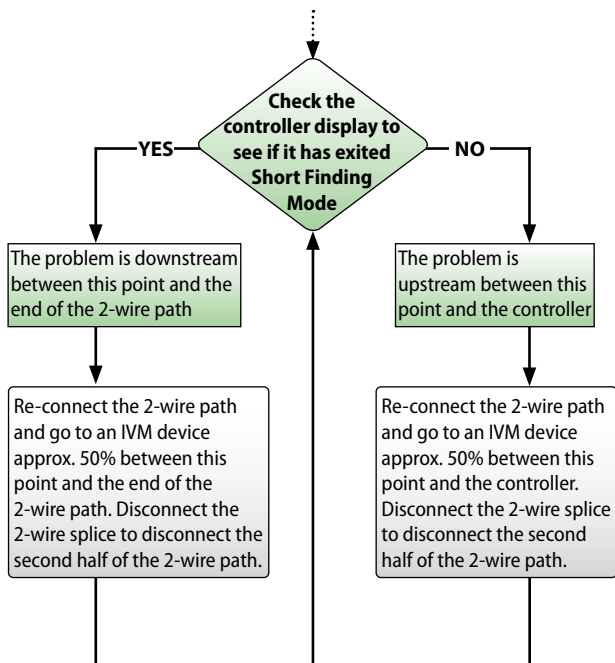 Check the
controller display to
see if it has exited
Short Finding
Mode
YES
NO
The problem is downstream
between this point and the
end of the 2-wire path
The problem is
upstream between this
point and the controller
Re-connect the 2-wire path
and go to an IVM device
approx. 50% between this
point and the end of the
2-wire path. Disconnect the
2-wire splice to disconnect the
second half of the 2-wire path.
Re-connect the 2-wire path
and go to an IVM device
approx. 50% between this
point and the controller.
Disconnect the 2-wire splice
to disconnect the second
half of the 2-wire path.